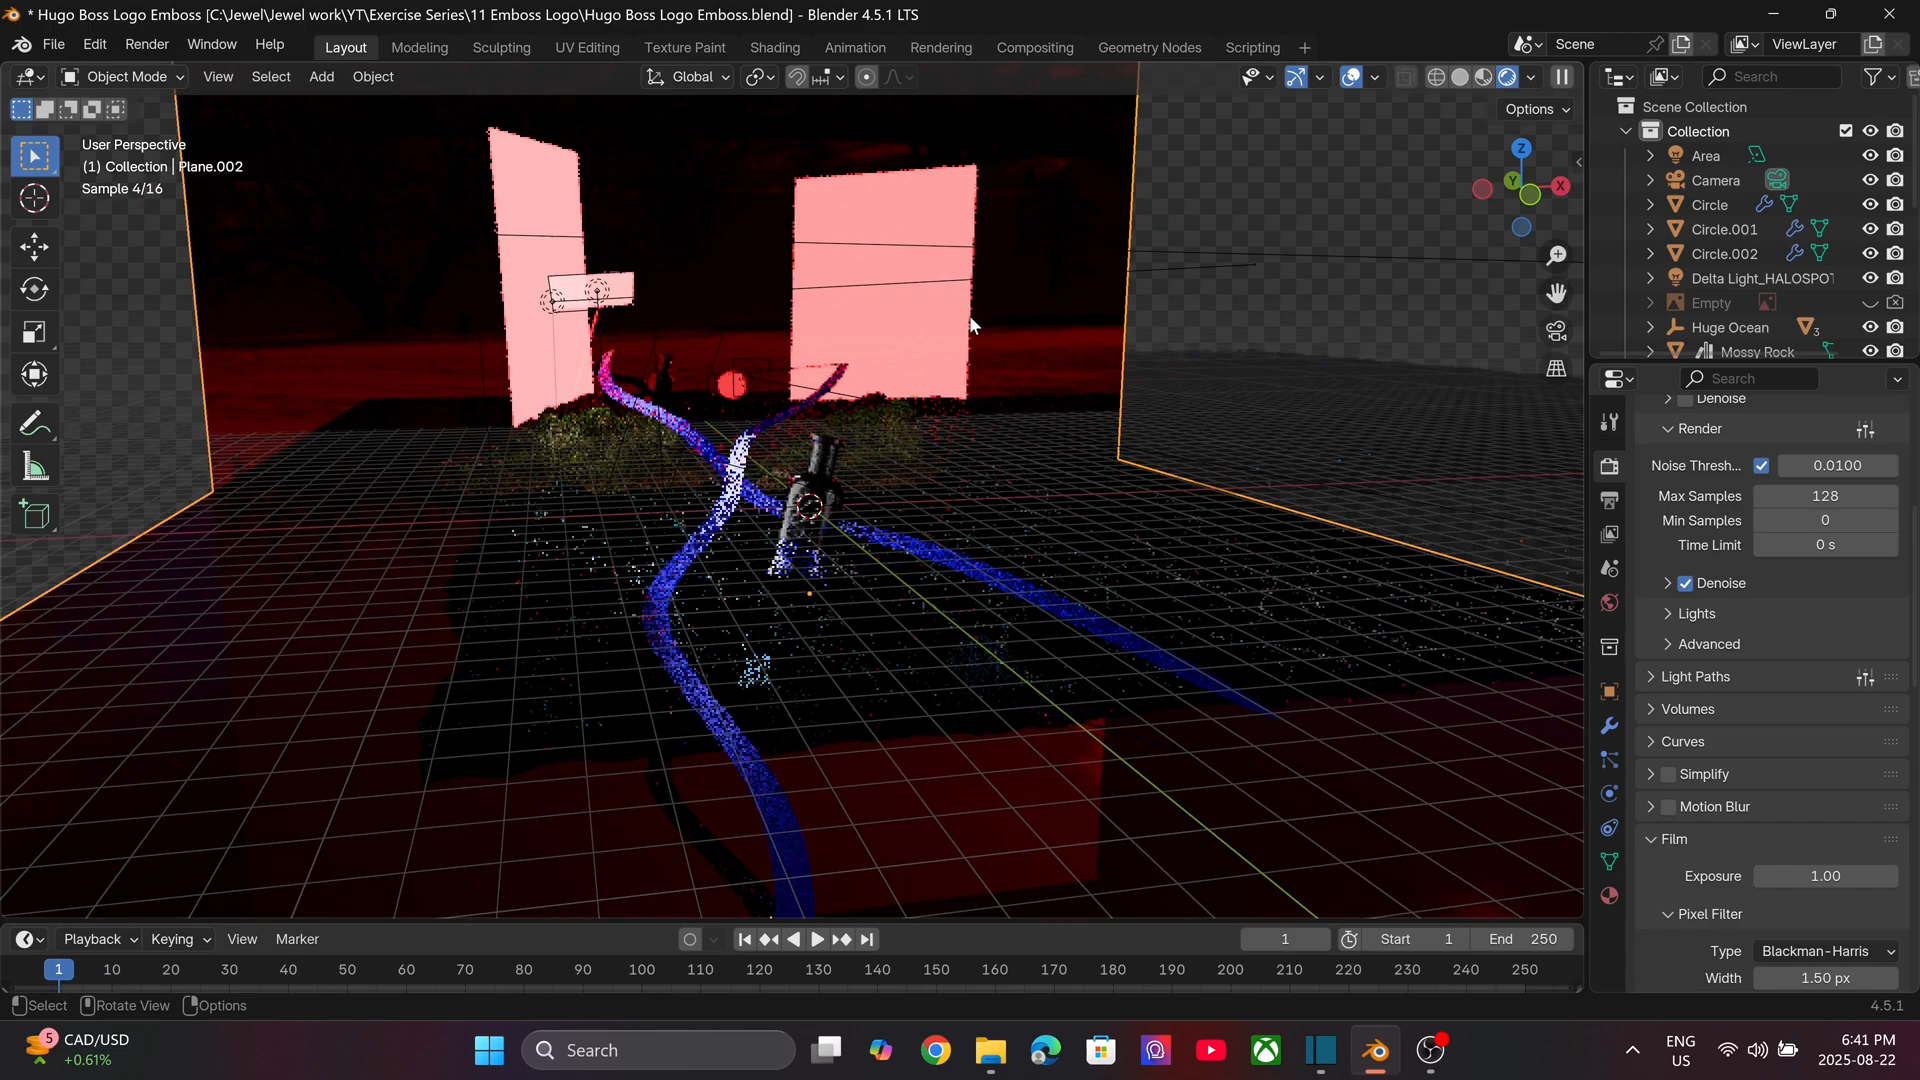 * Hugo Boss Logo Emboss [C:\Jewel\Jewel work\YT\Exercise Series\11 Emboss Logo\Hugo Boss Logo Emboss.blend] - Blender 4.5.1 LTS
File Edit Render Window Help Layout Modeling Sculpting UV Editing Texture Paint Shading Animation Rendering Compositing Geometry Nodes Scripting + Scene ViewLayer
Object Mode View Select Add Object Global Search
Options
User Perspective
(1) Collection | Plane.002
Sample 4/16
Z
Y X
Scene Collection
Collection
Area
Camera
Circle
Circle.001
Circle.002
Delta Light_HALOSPOT
Empty
Huge Ocean 3
Mossy Rock
Search
Denoise
Render
Noise Thresh... 0.0100
Max Samples 128
Min Samples 0
Time Limit 0 s
Denoise
Lights
Advanced
Light Paths
Volumes
Curves
Simplify
Motion Blur
Film
Exposure 1.00
Pixel Filter
Type Blackman-Harris
Width 1.50 px
Playback Keying View Marker 1 Start 1 End 250
1 10 20 30 40 50 60 70 80 90 100 110 120 130 140 150 160 170 180 190 200 210 220 230 240 250
Select Rotate View Options 4.5.1
5 CAD/USD
+0.61%
Search
ENG
US
6:41 PM
2025-08-22